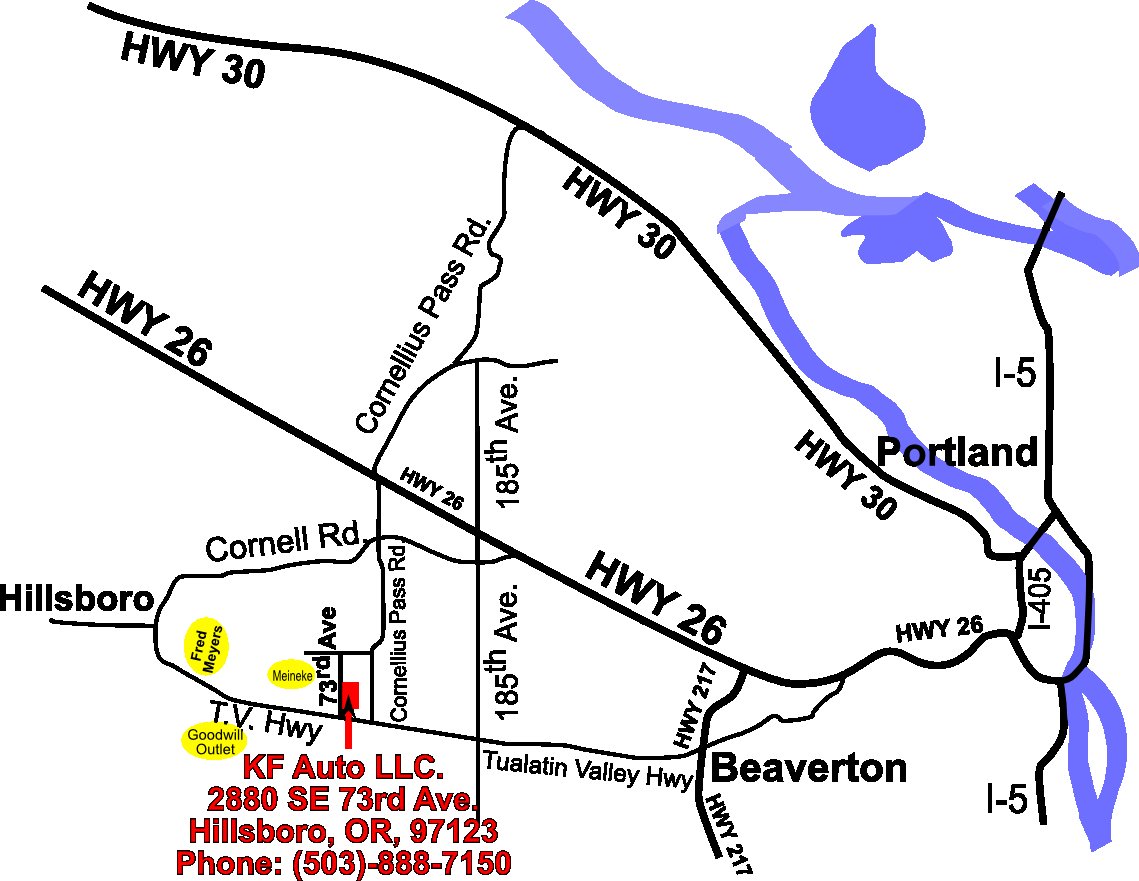 HWY 30
HWY 30
HWY 30
HWY 26
Cornellius Pass Rd.
I-5
185th Ave.
Portland
HWY 26
Cornell Rd.
HWY 26
Cornellius Pass Rd
185th Ave.
I-405
HWY 26
Hillsboro
Fred
Meyers
73rd Ave
Meineke
T.V. Hwy
Goodwill
Outlet
HWY 217
Tualatin Valley Hwy
Beaverton
HWY 217
I-5
KF Auto LLC.
2880 SE 73rd Ave.
Hillsboro, OR, 97123
Phone: (503)-888-7150